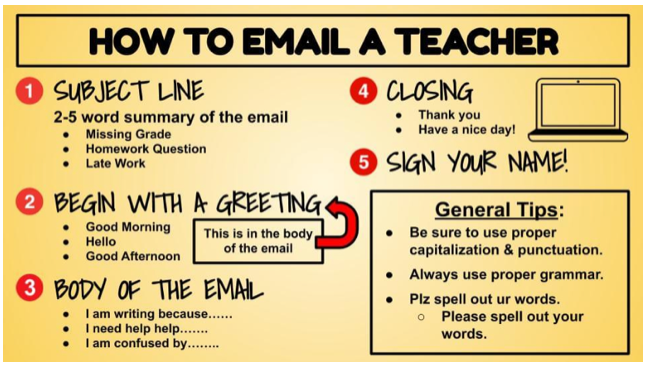 HOW TO EMAIL A TEACHER
1 SUBJECT LINE
2-5 word summary of the email
● Missing Grade
● Homework Question
● Late Work
2 BEGIN WITH A GREETING
● Good Morning
● Hello
● Good Afternoon
This is in the body
of the email
3 BODY OF THE EMAIL
● I am writing because......
● I need help help.......
● I am confused by........
4 CLOSING
● Thank you
● Have a nice day!
5 SIGN YOUR NAME!
General Tips:
● Be sure to use proper
capitalization & punctuation.
● Always use proper grammar.
● Plz spell out ur words.
○ Please spell out your
words.